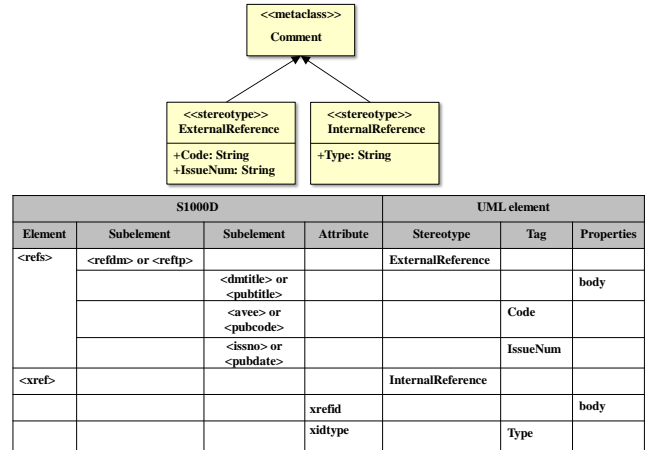 <<metaclass>>
Comment
<<stereotype>>
ExternalReference
+Code: String
+IssueNum: String
<<stereotype>>
InternalReference
+Type: String
S1000D UML element
Element Subelement Subelement Attribute Stereotype Tag Properties
<refs> <refdm> or <reftp> ExternalReference
<dmtitle> or
<pubtitle> body
<avee> or
<pubcode> Code
<issno> or
<pubdate> IssueNum
<xref> InternalReference
xrefid body
xidtype Type